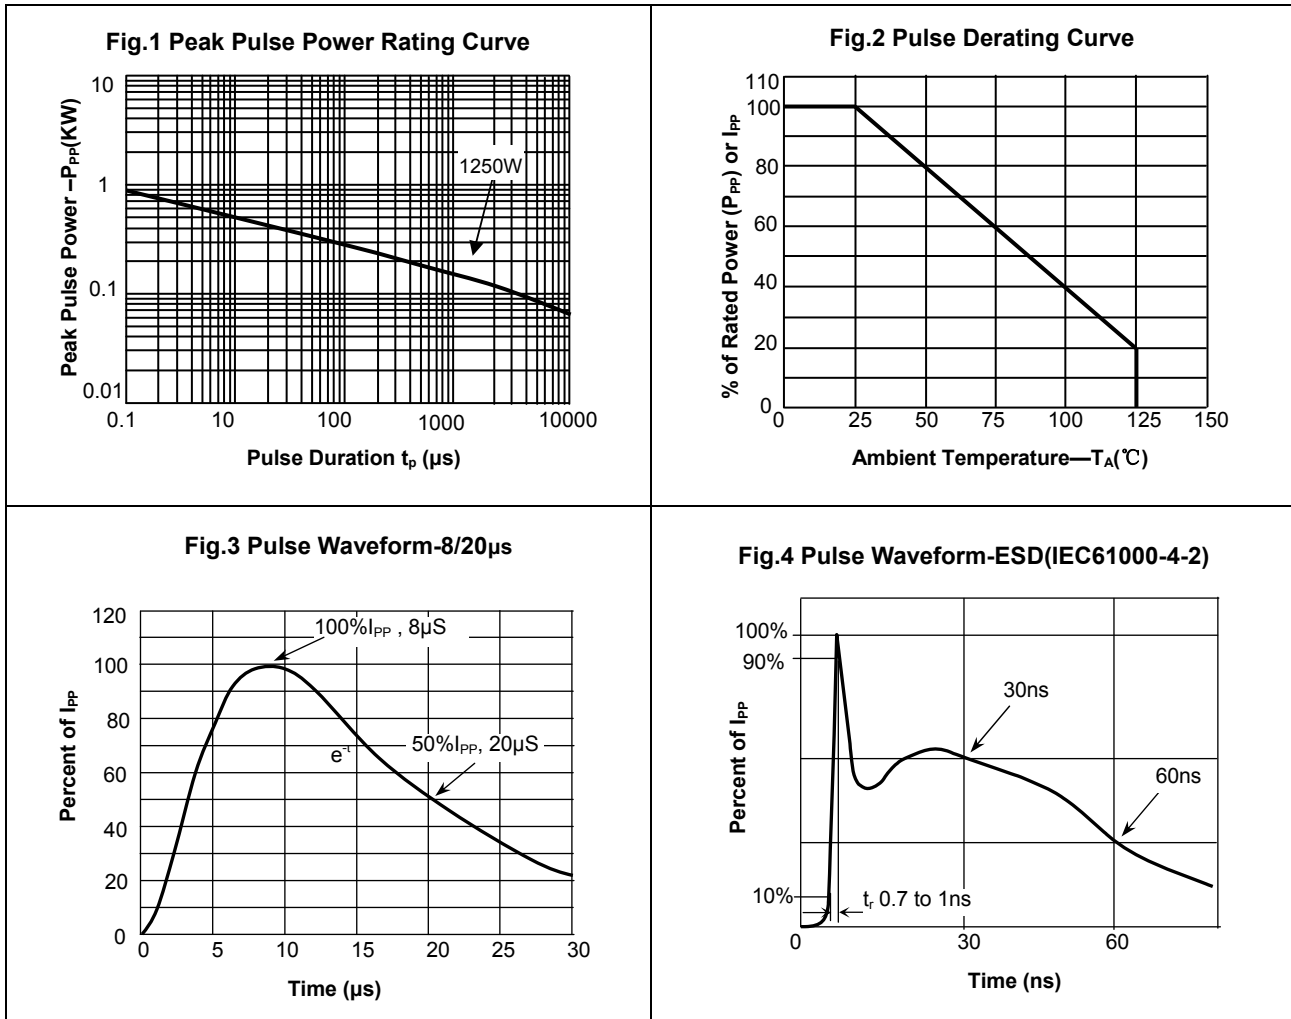 Fig.1 Peak Pulse Power Rating Curve
Peak Pulse Power –PPP(KW)
10
1
0.1
0.01
1250W
0.1 10 100 1000 10000
Pulse Duration tp (µs)
Fig.2 Pulse Derating Curve
% of Rated Power (PPP) or IPP
110
100
80
60
40
20
0
0 25 50 75 100 125 150
Ambient Temperature—TA(℃)
Fig.3 Pulse Waveform-8/20µs
Percent of IPP
120
100
80
60
40
20
0
100%IPP , 8µS
e-t
50%IPP, 20µS
0 5 10 15 20 25 30
Time (µs)
Fig.4 Pulse Waveform-ESD(IEC61000-4-2)
Percent of IPP
100%
90%
10%
30ns
60ns
tr 0.7 to 1ns
0 30 60
Time (ns)